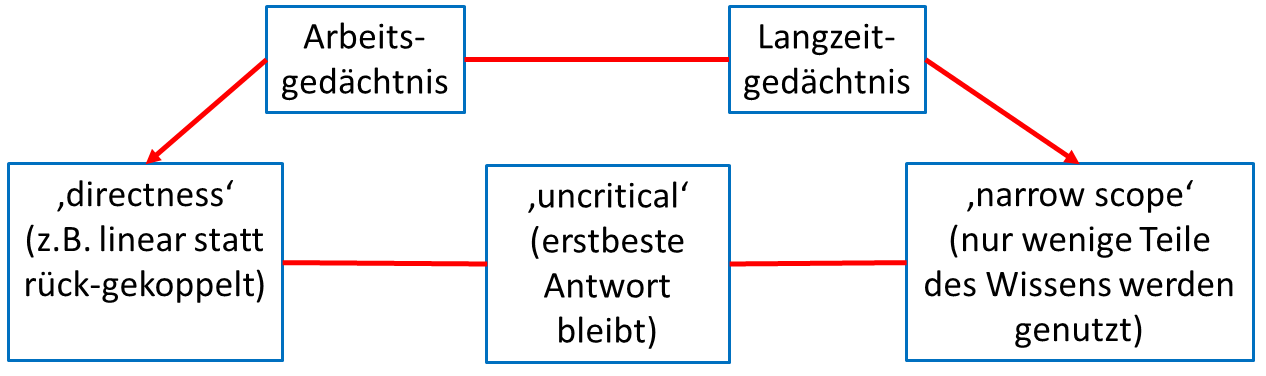 Arbeits-
gedächtnis
Langzeit-
gedächtnis
‚directness‘
(z.B. linear statt
rück-gekoppelt)
‚uncritical‘
(erstbeste
Antwort
bleibt)
‚narrow scope‘
(nur wenige Teile
des Wissens werden
genutzt)